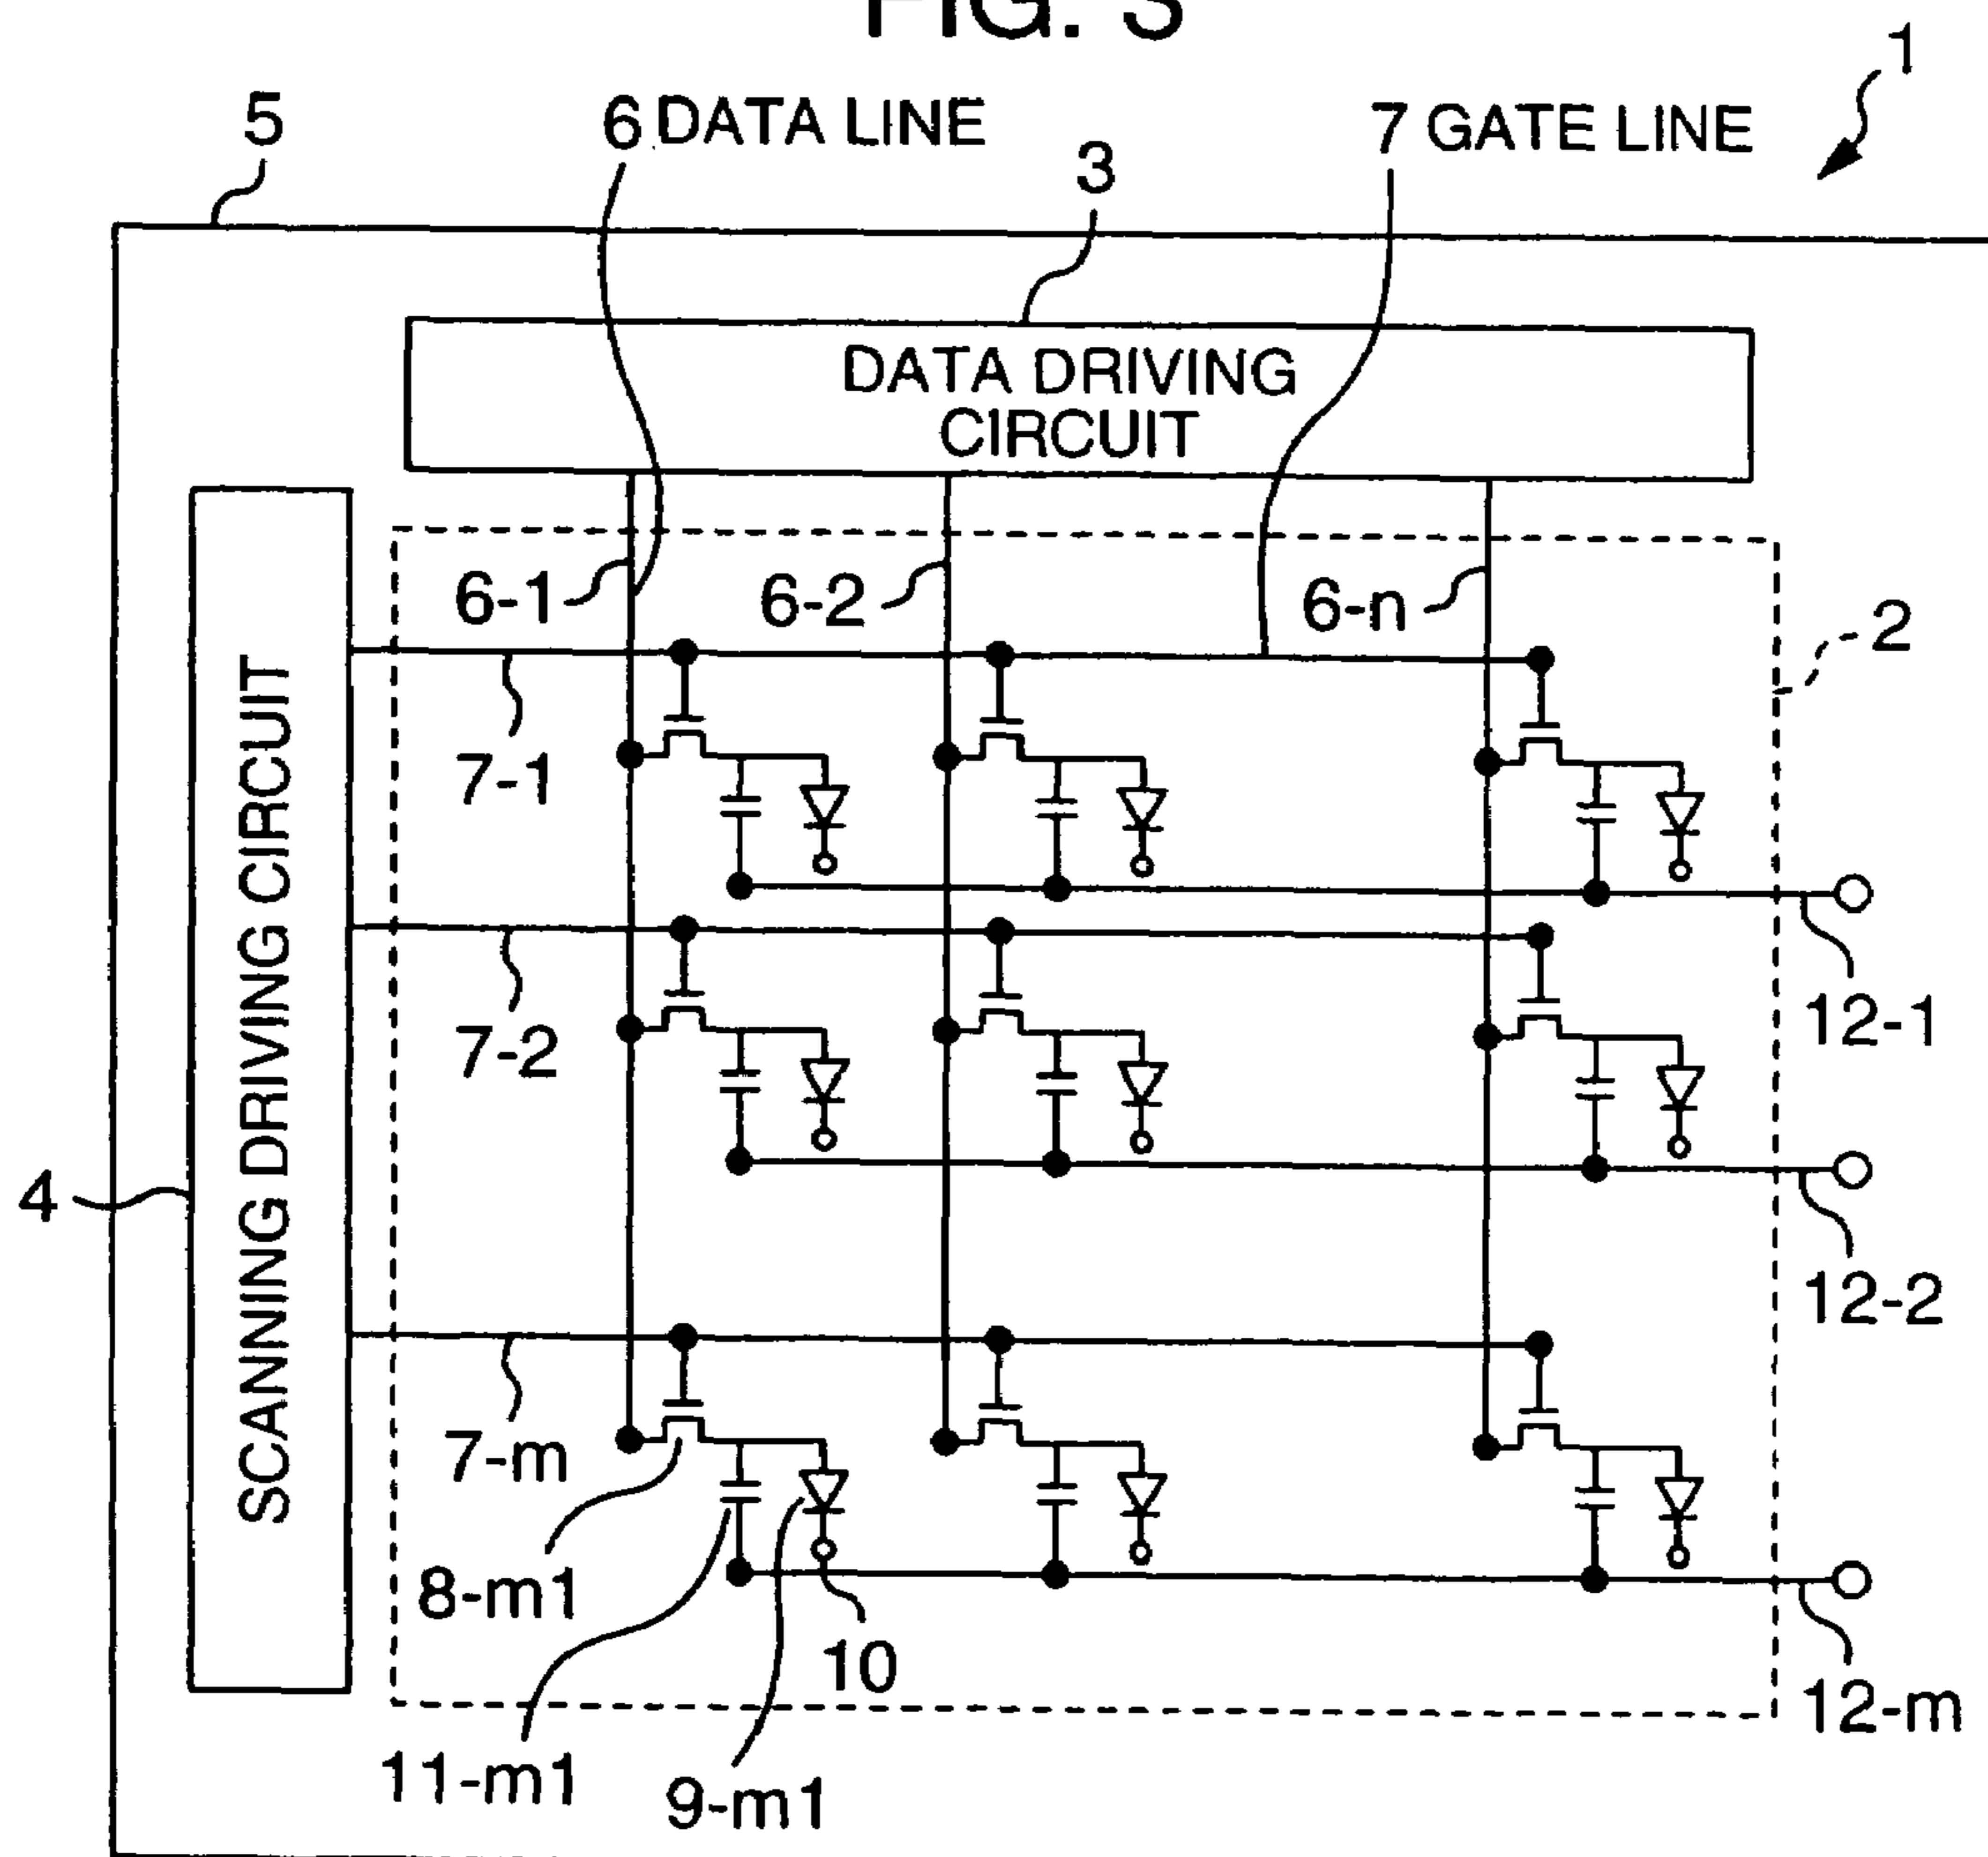 FIG. 3
1
5
6 DATA LINE
7 GATE LINE
3
DATA DRIVING
CIRCUIT
6-1
6-2
6-n
2
SCANNING DRIVING CIRCUIT
7-1
12-1
7-2
4
12-2
7-m
8-m1
10
12-m
11-m1
9-m1